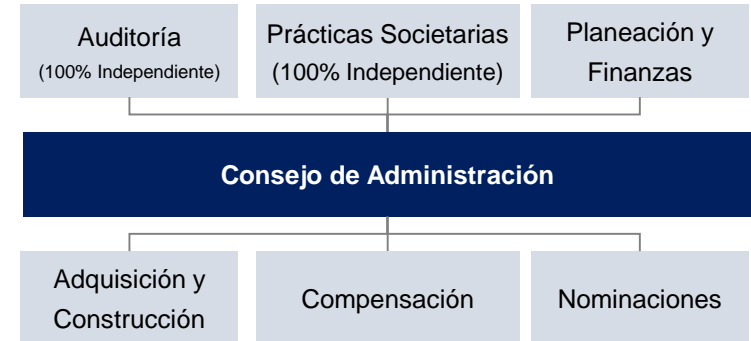 Auditoría
(100% Independiente)
Prácticas Societarias
(100% Independiente)
Planeación y
Finanzas
Consejo de Administración
Adquisición y
Construcción
Compensación
Nominaciones